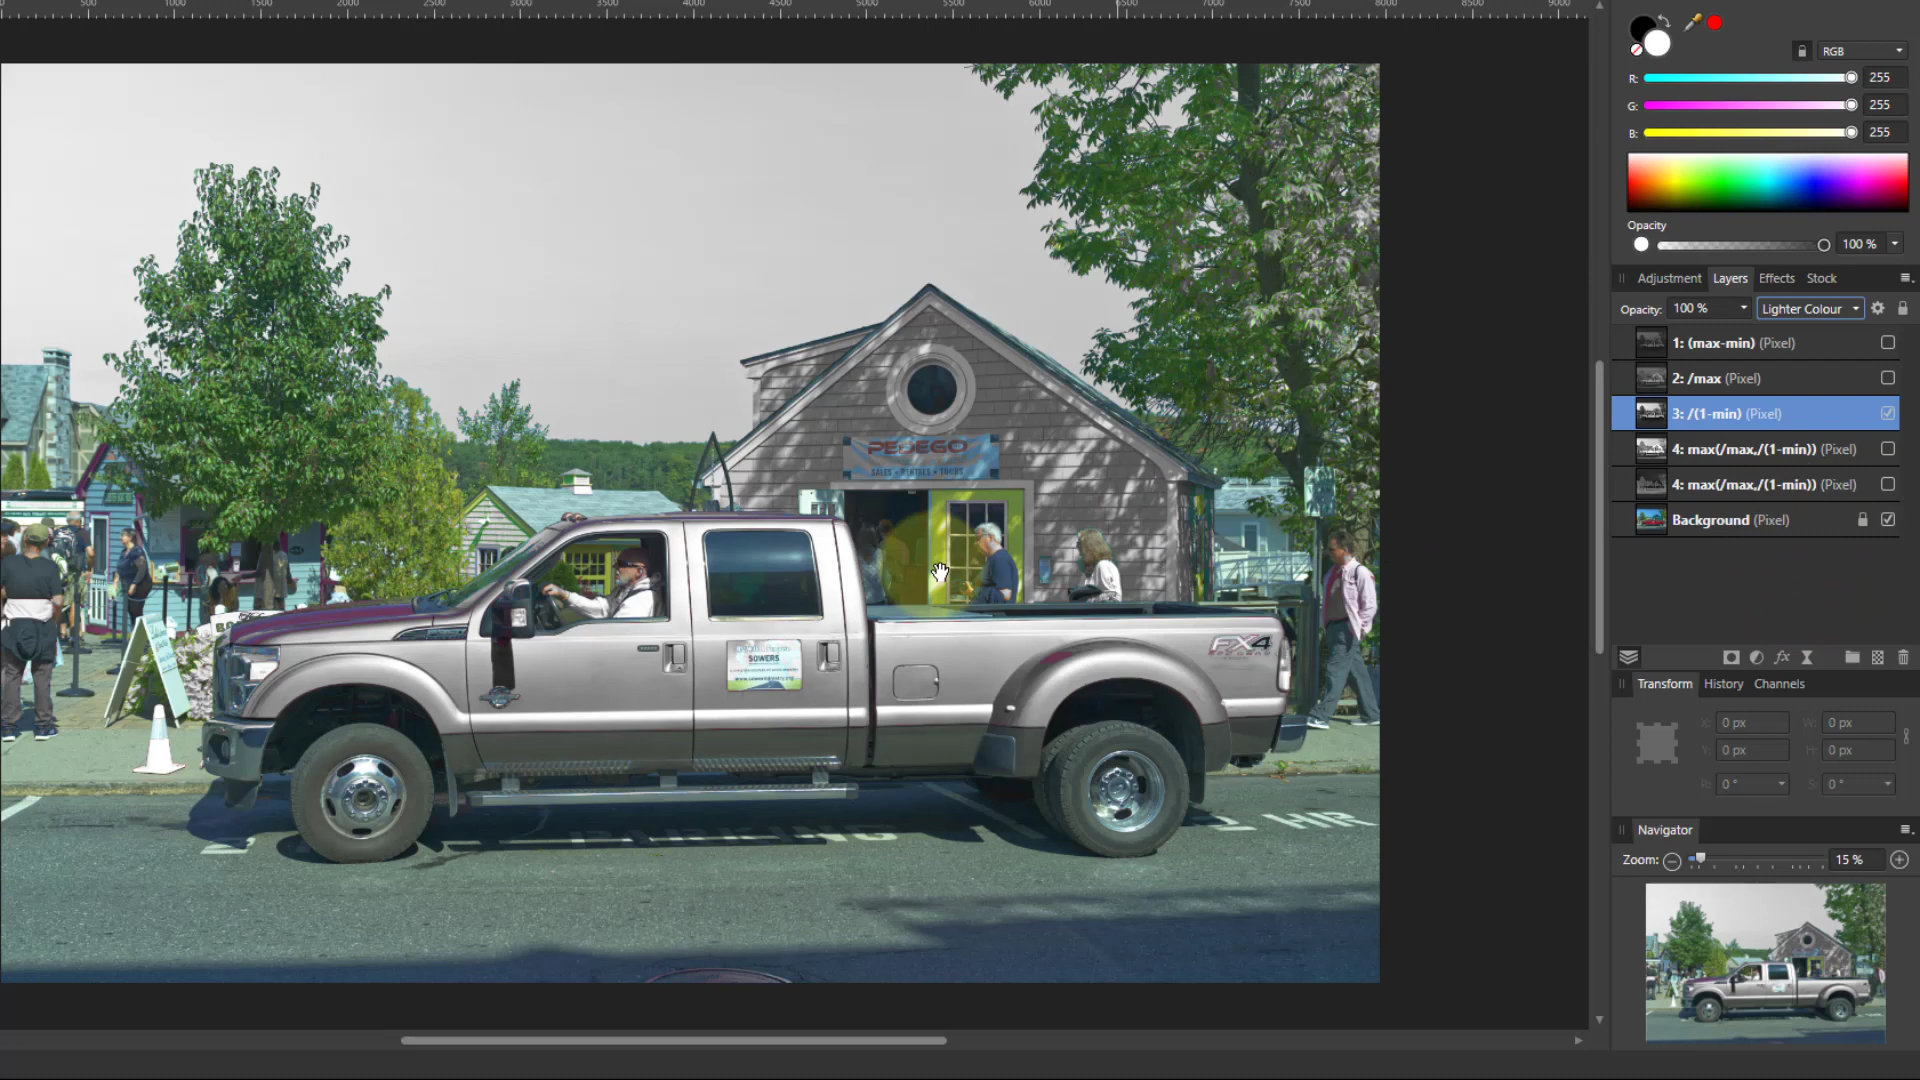 500 1000 1500 2000 2500 3000 3500 4000 4500 5000 5500 6000 6500 7000 7500 8000 8500 9000
RGB
R: 255
G: 255
B: 255
Opacity
100 %
Adjustment Layers Effects Stock
Opacity: 100 % Lighter Colour
1: (max-min) (Pixel)
2: /max (Pixel)
3: /(1-min) (Pixel)
4: max(/max,/(1-min)) (Pixel)
4: max(/max,/(1-min)) (Pixel)
Background (Pixel)
fx
Transform History Channels
X: 0 px W: 0 px
Y: 0 px H: 0 px
R: 0 ° S: 0 °
Navigator
Zoom: 15 %
PEDEGO
SALES • RENTALS • TOURS
SOWERS
FX4
PARKING
2 HR